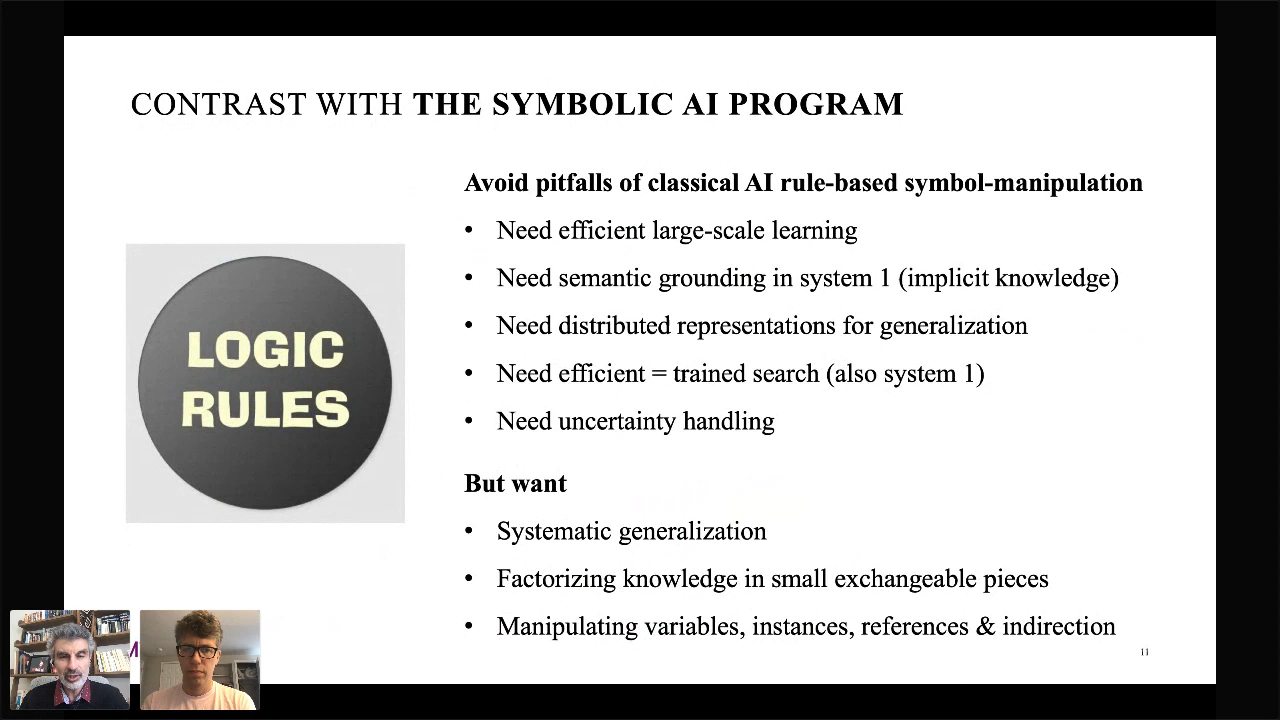 CONTRAST WITH THE SYMBOLIC AI PROGRAM
Avoid pitfalls of classical AI rule-based symbol-manipulation
• Need efficient large-scale learning
• Need semantic grounding in system 1 (implicit knowledge)
• Need distributed representations for generalization
• Need efficient = trained search (also system 1)
• Need uncertainty handling
LOGIC
RULES
But want
• Systematic generalization
• Factorizing knowledge in small exchangeable pieces
• Manipulating variables, instances, references & indirection
11